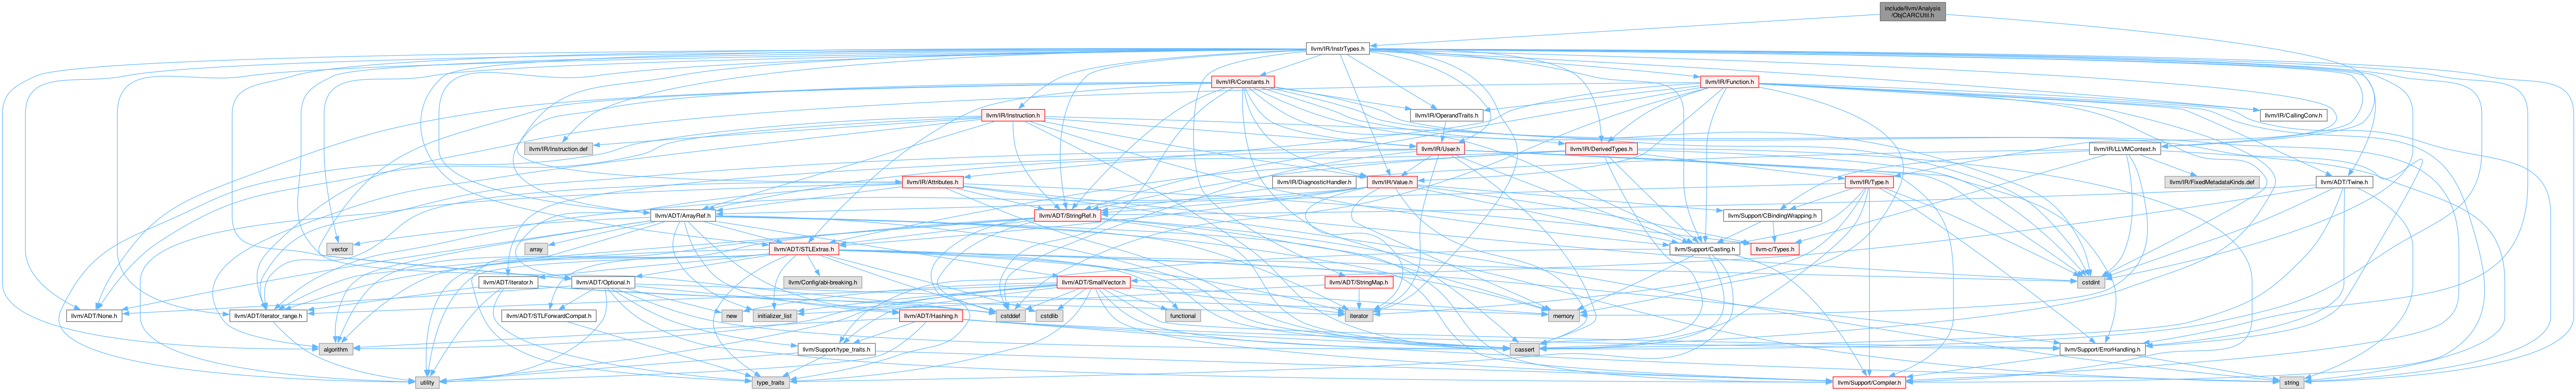 include/llvm/Analysis
/ObjCARCUtil.h
llvm/IR/InstrTypes.h
llvm/IR/Constants.h
llvm/IR/Function.h
llvm/IR/Instruction.h
llvm/IR/OperandTraits.h
llvm/IR/CallingConv.h
llvm/IR/Instruction.def
llvm/IR/User.h
llvm/IR/DerivedTypes.h
llvm/IR/LLVMContext.h
llvm/IR/Attributes.h
llvm/IR/DiagnosticHandler.h
llvm/IR/Value.h
llvm/IR/Type.h
llvm/IR/FixedMetadataKinds.def
llvm/ADT/Twine.h
llvm/ADT/ArrayRef.h
llvm/ADT/StringRef.h
llvm/Support/CBindingWrapping.h
vector
array
llvm/ADT/STLExtras.h
llvm/Support/Casting.h
llvm-c/Types.h
llvm/ADT/iterator.h
llvm/Config/abi-breaking.h
llvm/ADT/Optional.h
llvm/ADT/SmallVector.h
llvm/ADT/StringMap.h
cstdint
llvm/ADT/None.h
llvm/ADT/iterator_range.h
llvm/ADT/STLForwardCompat.h
new
initializer_list
llvm/ADT/Hashing.h
cstddef
cstdlib
functional
iterator
memory
algorithm
llvm/Support/type_traits.h
cassert
llvm/Support/ErrorHandling.h
utility
type_traits
llvm/Support/Compiler.h
string